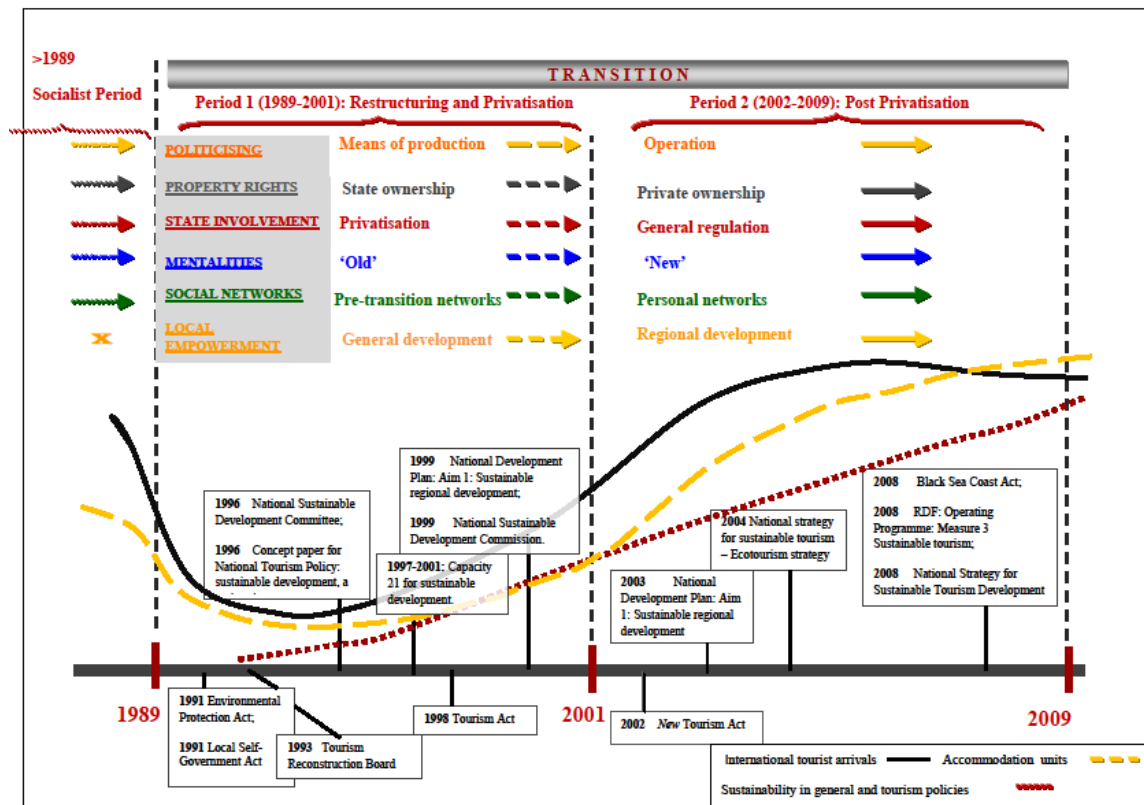 >1989
Socialist Period
TRANSITION
Period 1 (1989-2001): Restructuring and Privatisation
Period 2 (2002-2009): Post Privatisation
POLITICISING
Means of production
Operation
PROPERTY RIGHTS
State ownership
Private ownership
STATE INVOLVEMENT
Privatisation
General regulation
MENTALITIES
‘Old’
‘New’
SOCIAL NETWORKS
Pre-transition networks
Personal networks
X
LOCAL
EMPOWERMENT
General development
Regional development
1996 National Sustainable
Development Committee;
1996 Concept paper for
National Tourism Policy:
sustainable development, a
1999 National Development
Plan: Aim 1: Sustainable
regional development;
1999 National Sustainable
Development Commission.
1997-2001: Capacity
21 for sustainable
development.
2003 National
Development Plan: Aim
1: Sustainable regional
development
2004 National strategy
for sustainable tourism
– Ecotourism strategy
2008 Black Sea Coast Act;
2008 RDF: Operating
Programme: Measure 3
Sustainable tourism;
2008 National Strategy for
Sustainable Tourism Development
1989
2001
2009
1991 Environmental
Protection Act;
1991 Local Self-
Government Act
1993 Tourism
Reconstruction Board
1998 Tourism Act
2002 New Tourism Act
International tourist arrivals
Accommodation units
Sustainability in general and tourism policies